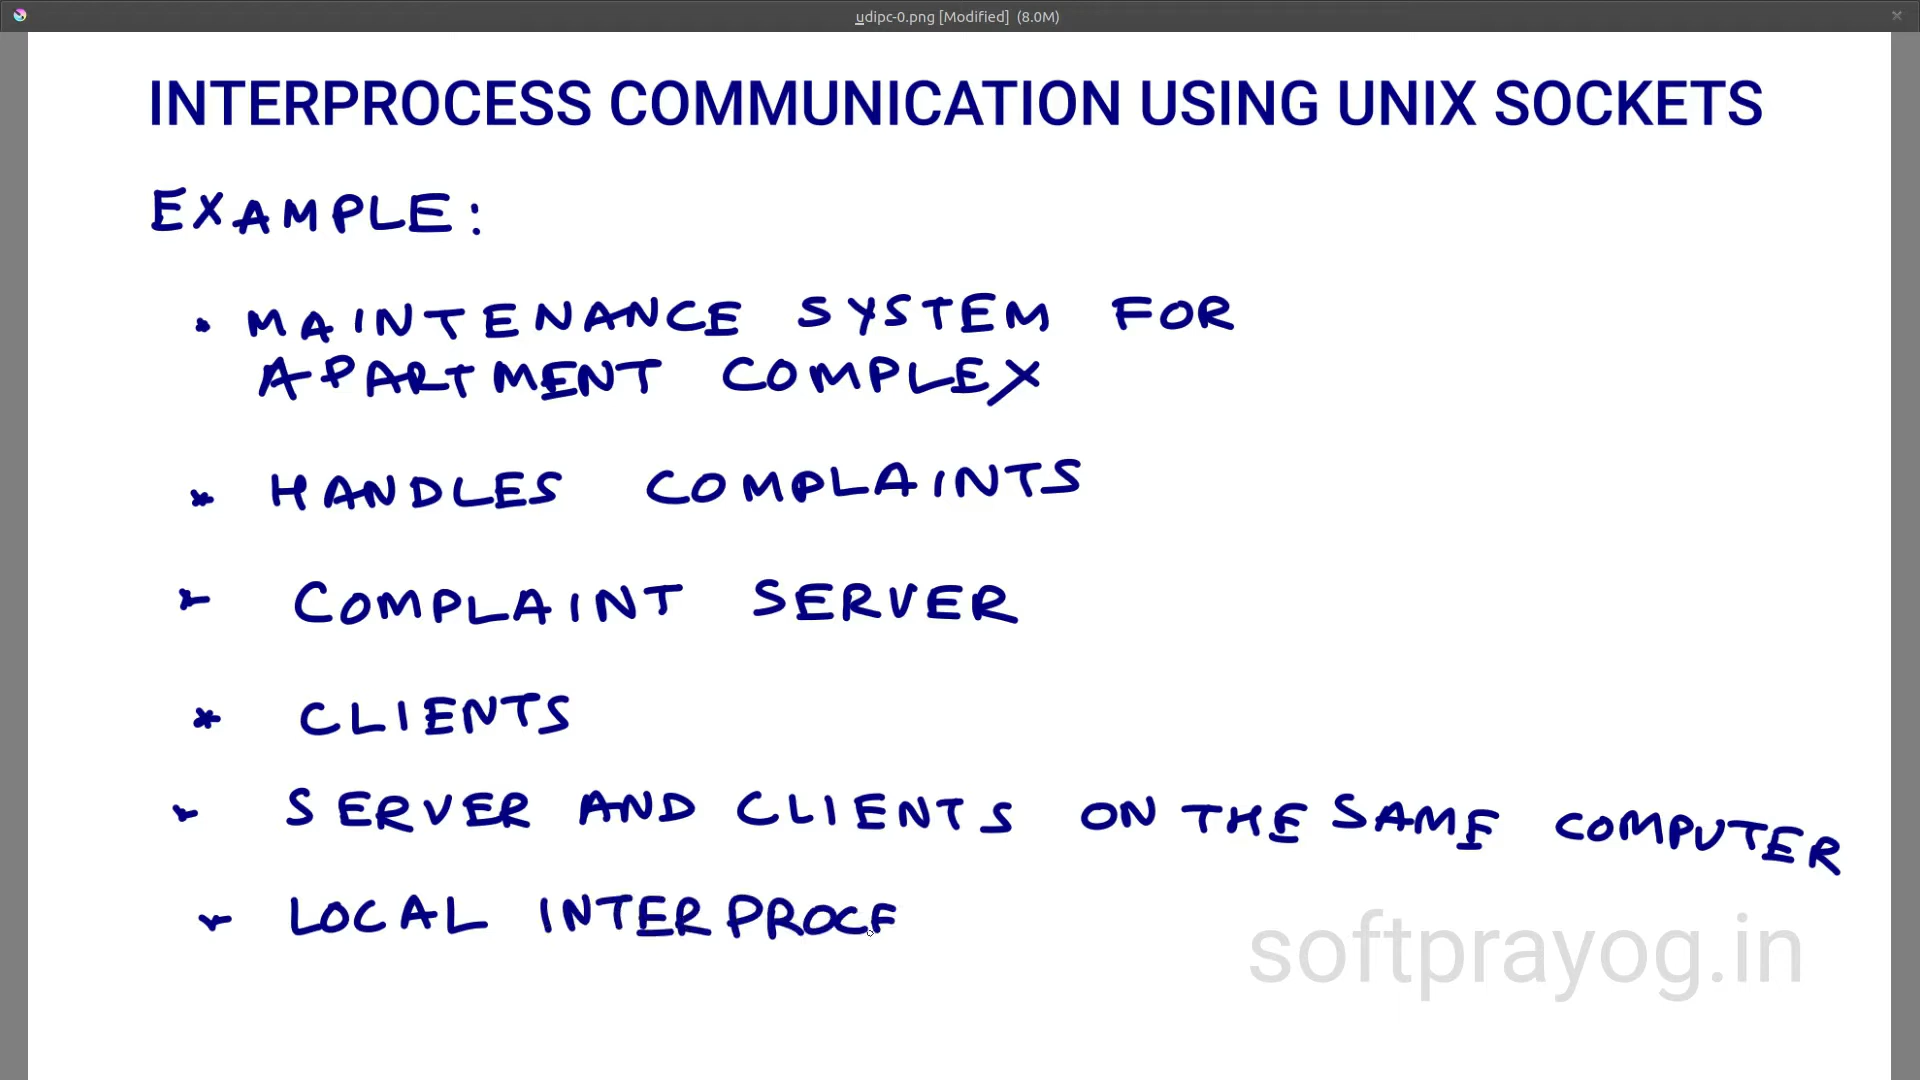 udipc-0.png [Modified] (8.0M)
INTERPROCESS COMMUNICATION USING UNIX SOCKETS
EXAMPLE:
* MAINTENANCE SYSTEM FOR
APARTMENT COMPLEX
* HANDLES COMPLAINTS
* COMPLAINT SERVER
* CLIENTS
* SERVER AND CLIENTS ON THE SAME COMPUTER
* LOCAL INTERPROCE
softprayog.in